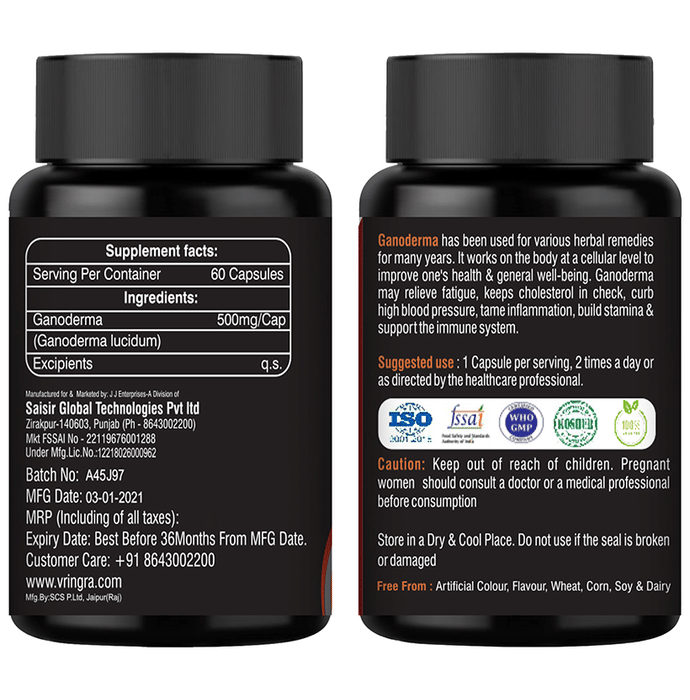 Supplement facts:
Serving Per Container 60 Capsules
Ingredients:
Ganoderma 500mg/Cap
(Ganoderma lucidum)
Excipients q.s.
Manufactured for & Marketed by: J J Enterprises-A Division of
Saisir Global Technologies Pvt ltd
Zirakpur-140603, Punjab (Ph - 8643002200)
Mkt FSSAI No - 22119676001288
Under Mfg.Lic.No.:12218026000962
Batch No: A45J97
MFG Date: 03-01-2021
MRP (Including of all taxes):
Expiry Date: Best Before 36Months From MFG Date.
Customer Care: +91 8643002200
www.vringra.com
Mfg.By:SCS P.Ltd, Jaipur(Raj)
Ganoderma has been used for various herbal remedies
for many years. It works on the body at a cellular level to
improve one's health & general well-being. Ganoderma
may relieve fatigue, keeps cholesterol in check, curb
high blood pressure, tame inflammation, build stamina &
support the immune system.
Suggested use : 1 Capsule per serving, 2 times a day or
as directed by the healthcare professional.
ISO
9001:2015
fssai
Food Safety and Standards
Authority of India
WHO
GMP
KOSHER
100%
Caution: Keep out of reach of children. Pregnant
women should consult a doctor or a medical professional
before consumption
Store in a Dry & Cool Place. Do not use if the seal is broken
or damaged
Free From : Artificial Colour, Flavour, Wheat, Corn, Soy & Dairy